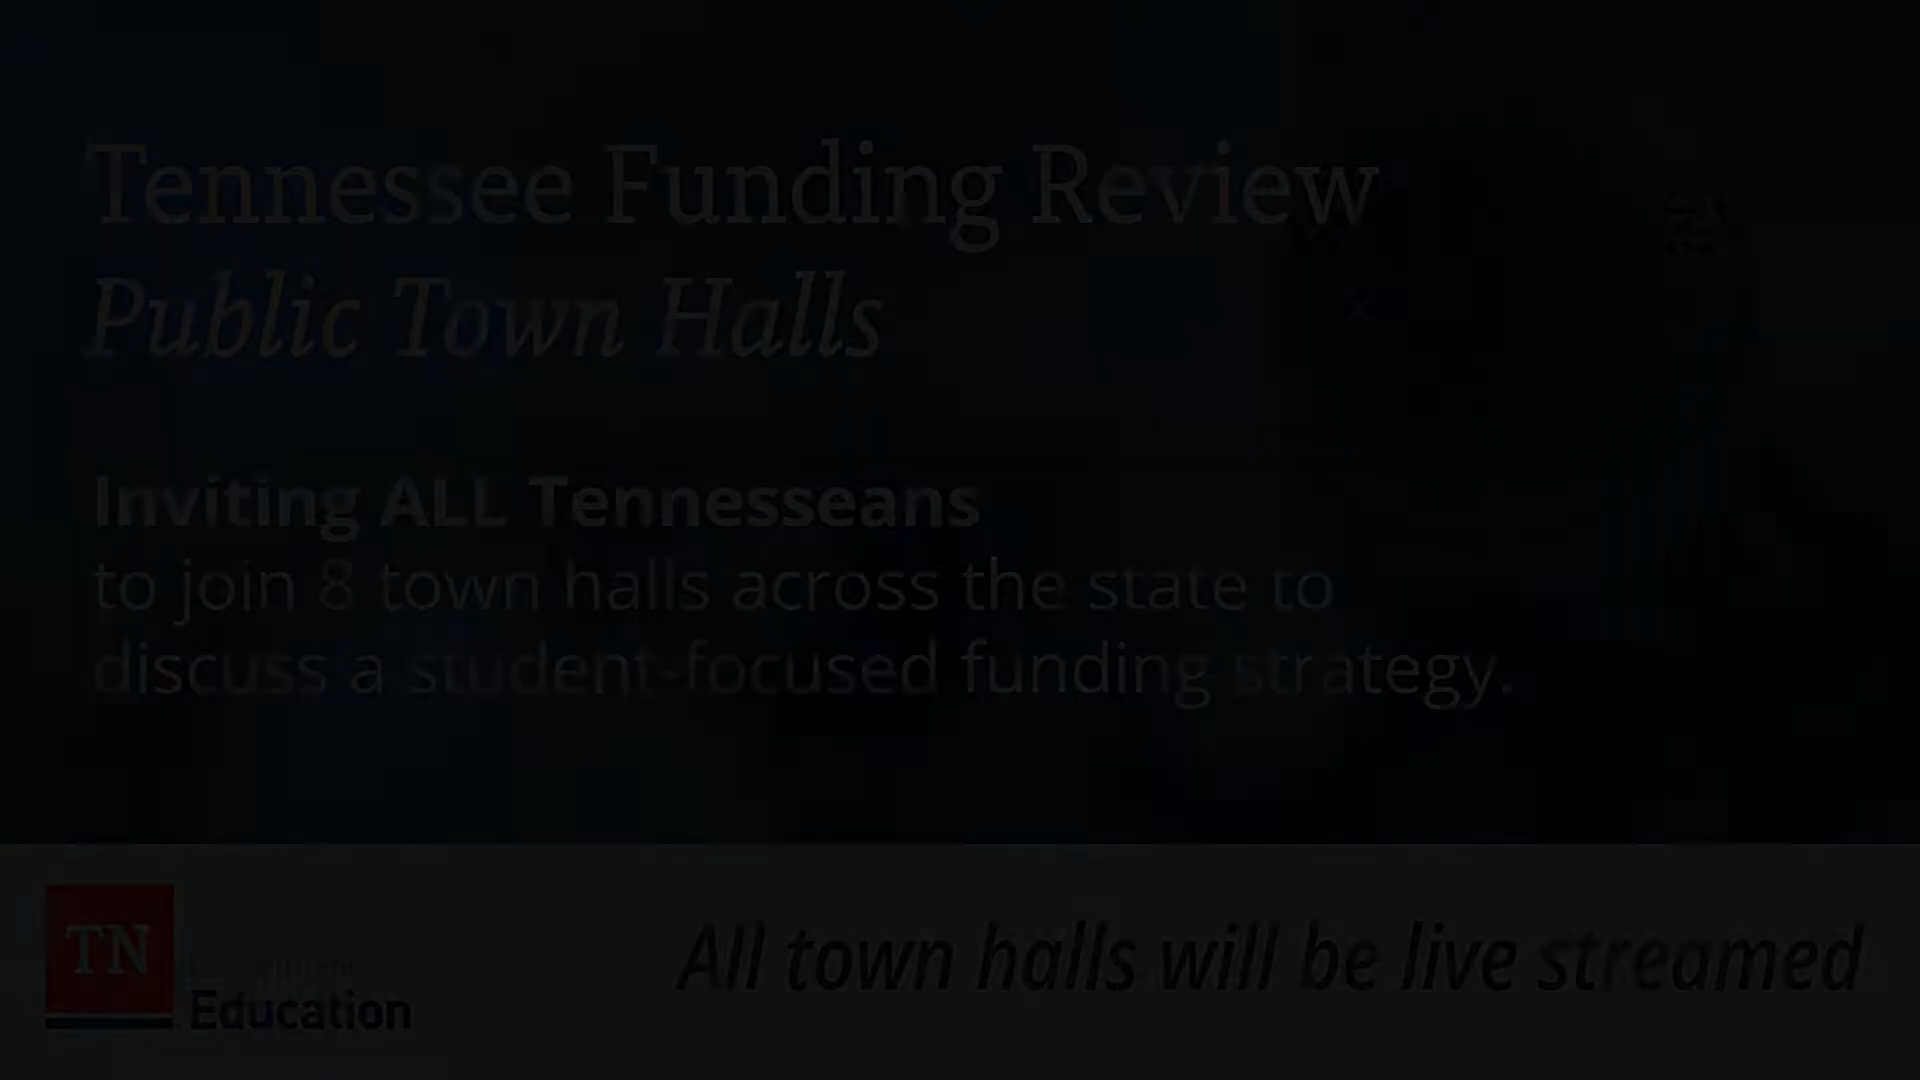 Tennessee Funding Review
Public Town Halls
Inviting ALL Tennesseans
to join 8 town halls across the state to
discuss a student-focused funding strategy.
TN
Education
All town halls will be live streamed